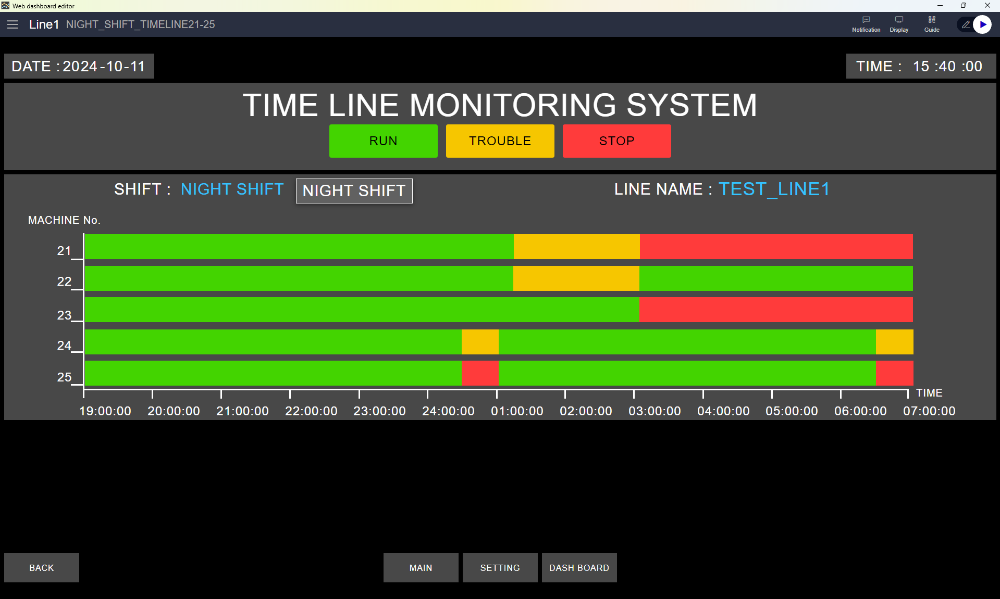 Web dashboard editor
Line1 NIGHT_SHIFT_TIMELINE21-25
Notification Display Guide
DATE :2024-10-11
TIME : 15 :40 :00
TIME LINE MONITORING SYSTEM
RUN TROUBLE STOP
SHIFT : NIGHT SHIFT NIGHT SHIFT LINE NAME : TEST_LINE1
MACHINE No.
21
22
23
24
25
TIME
19:00:00 20:00:00 21:00:00 22:00:00 23:00:00 24:00:00 01:00:00 02:00:00 03:00:00 04:00:00 05:00:00 06:00:00 07:00:00
BACK MAIN SETTING DASH BOARD